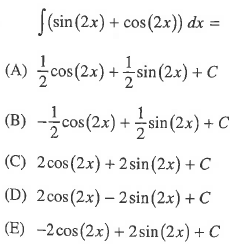 ∫(sin(2x) + cos(2x)) dx =
(A) 1/2 cos(2x) + 1/2 sin(2x) + C
(B) −1/2 cos(2x) + 1/2 sin(2x) + C
(C) 2cos(2x) + 2sin(2x) + C
(D) 2cos(2x) − 2sin(2x) + C
(E) −2cos(2x) + 2sin(2x) + C